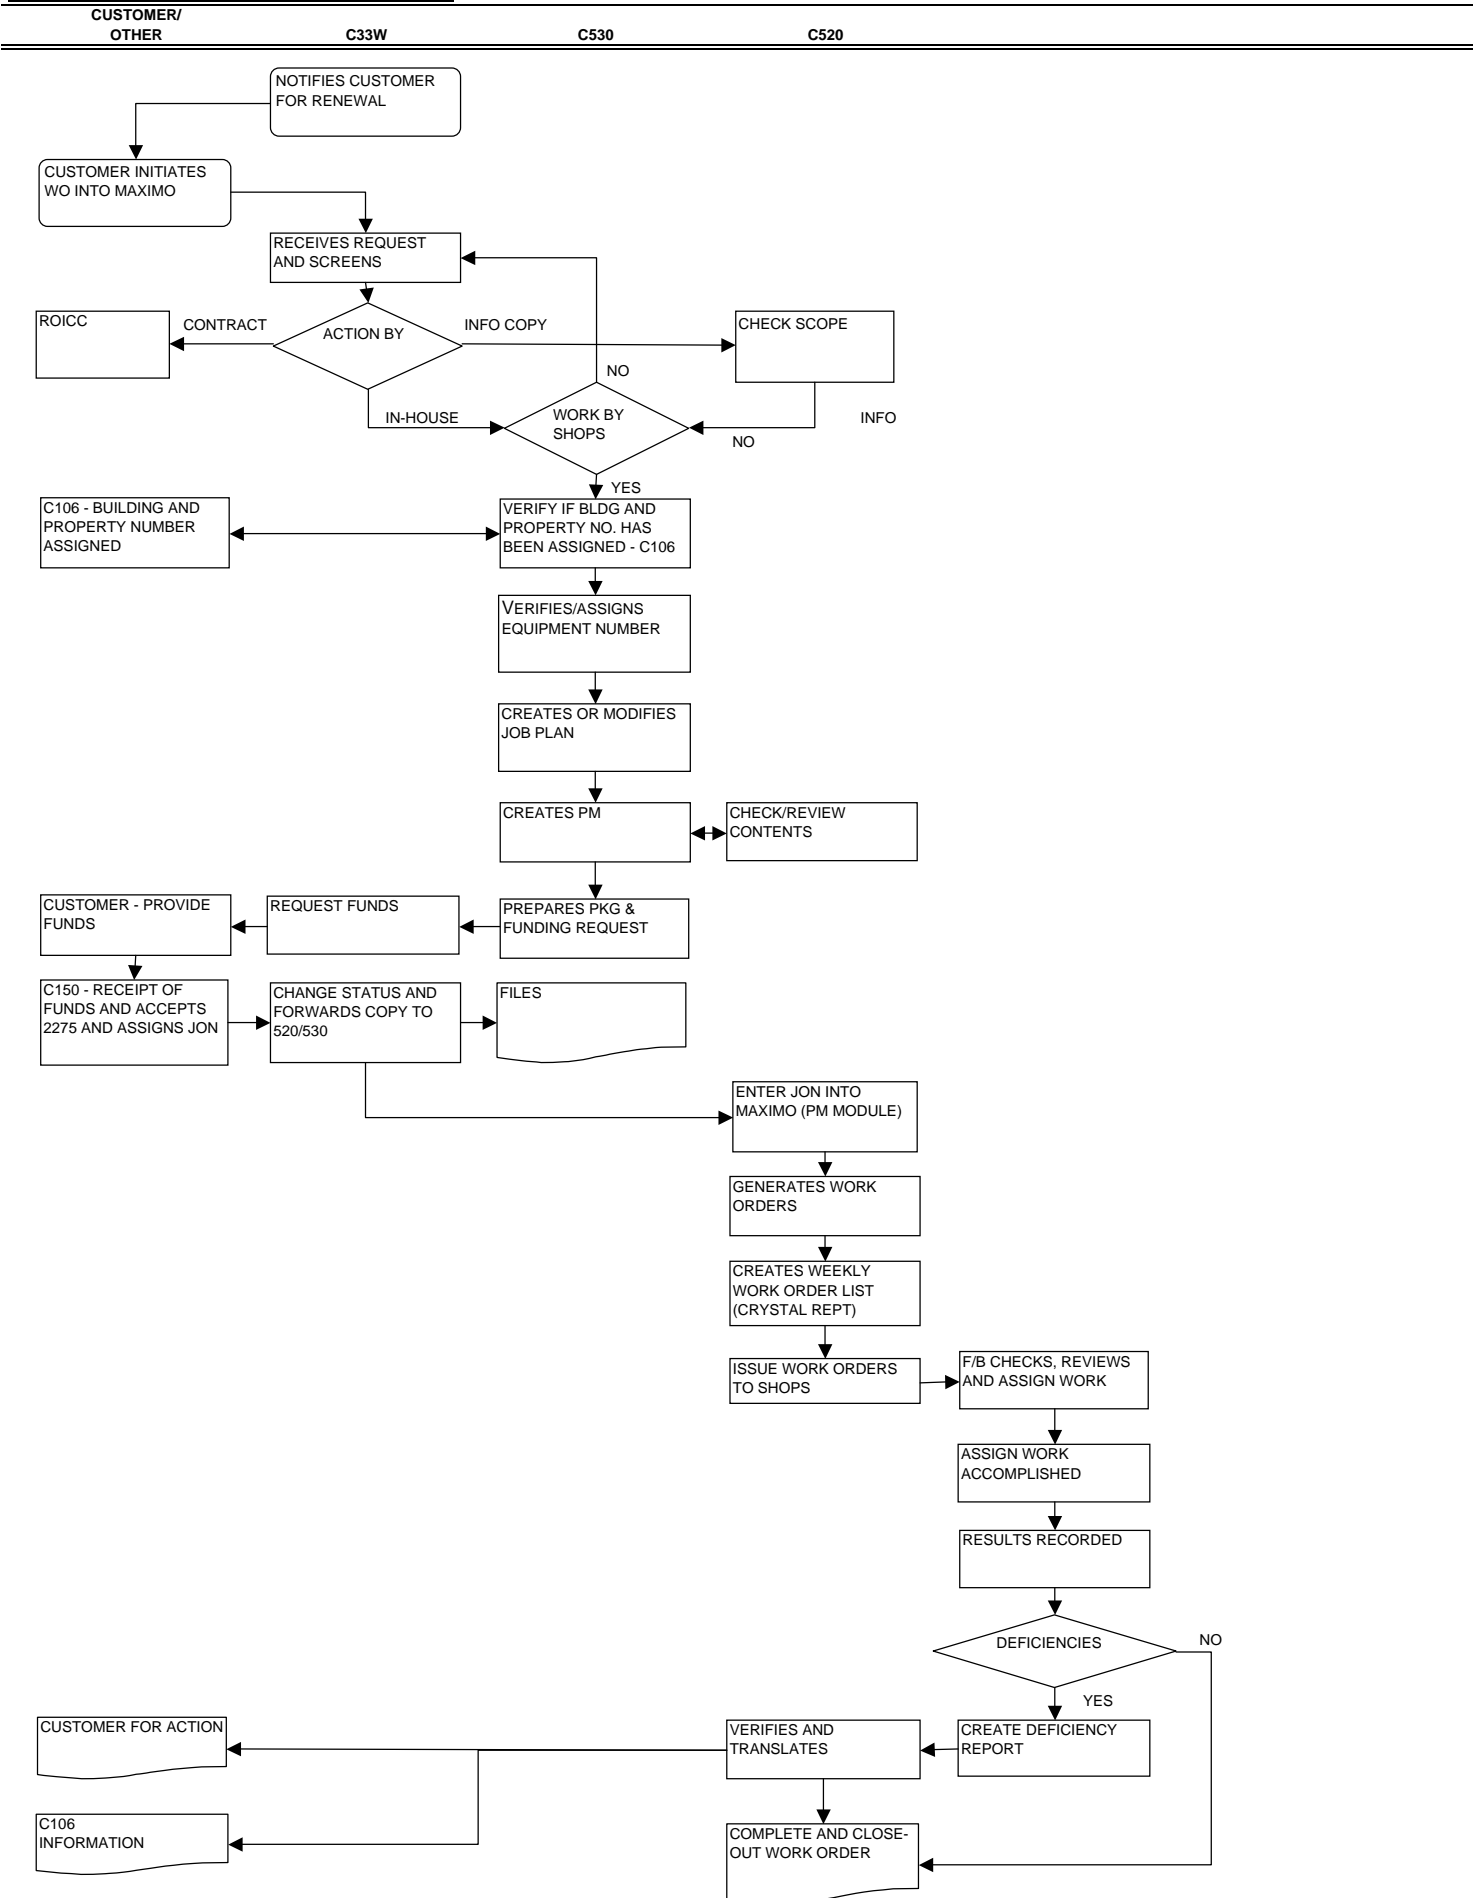 CUSTOMER/
OTHER
C33W
C530
C520
NOTIFIES CUSTOMER
FOR RENEWAL
CUSTOMER INITIATES
WO INTO MAXIMO
RECEIVES REQUEST
AND SCREENS
ROICC
CONTRACT
ACTION BY
INFO COPY
CHECK SCOPE
NO
IN-HOUSE
WORK BY
SHOPS
NO
INFO
YES
C106 - BUILDING AND
PROPERTY NUMBER
ASSIGNED
VERIFY IF BLDG AND
PROPERTY NO. HAS
BEEN ASSIGNED - C106
VERIFIES/ASSIGNS
EQUIPMENT NUMBER
CREATES OR MODIFIES
JOB PLAN
CREATES PM
CHECK/REVIEW
CONTENTS
CUSTOMER - PROVIDE
FUNDS
REQUEST FUNDS
PREPARES PKG &
FUNDING REQUEST
C150 - RECEIPT OF
FUNDS AND ACCEPTS
2275 AND ASSIGNS JON
CHANGE STATUS AND
FORWARDS COPY TO
520/530
FILES
ENTER JON INTO
MAXIMO (PM MODULE)
GENERATES WORK
ORDERS
CREATES WEEKLY
WORK ORDER LIST
(CRYSTAL REPT)
ISSUE WORK ORDERS
TO SHOPS
F/B CHECKS, REVIEWS
AND ASSIGN WORK
ASSIGN WORK
ACCOMPLISHED
RESULTS RECORDED
DEFICIENCIES
NO
YES
CUSTOMER FOR ACTION
VERIFIES AND
TRANSLATES
CREATE DEFICIENCY
REPORT
C106
INFORMATION
COMPLETE AND CLOSE-
OUT WORK ORDER